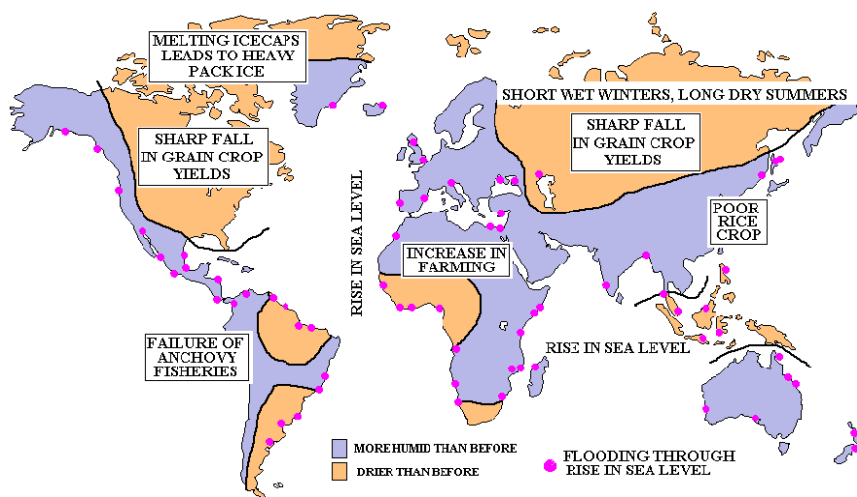 MELTING ICECAPS
LEADS TO HEAVY
PACK ICE
SHORT WET WINTERS, LONG DRY SUMMERS
SHARP FALL
IN GRAIN CROP
YIELDS
SHARP FALL
IN GRAIN CROP
YIELDS
RISE IN SEA LEVEL
POOR
RICE
CROP
INCREASE IN
FARMING
FAILURE OF
ANCHOVY
FISHERIES
RISE IN SEA LEVEL
MORE HUMID THAN BEFORE
DRIER THAN BEFORE
FLOODING THROUGH
RISE IN SEA LEVEL